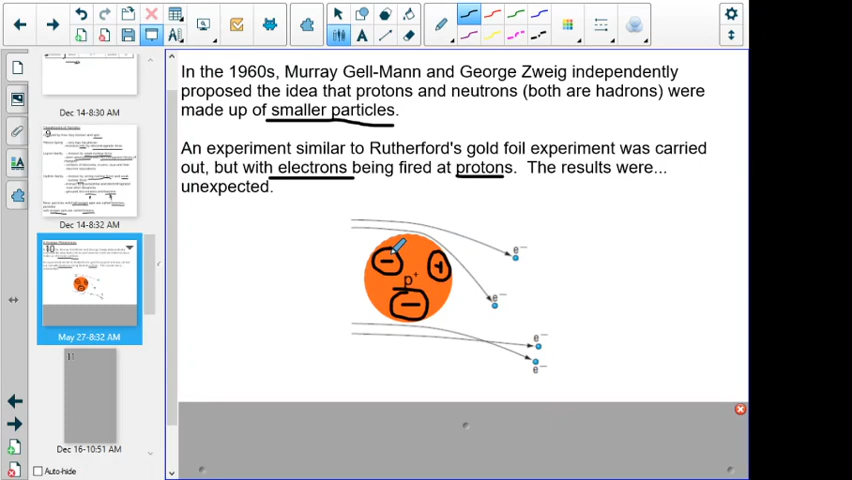 In the 1960s, Murray Gell-Mann and George Zweig independently
proposed the idea that protons and neutrons (both are hadrons) were
made up of smaller particles.
An experiment similar to Rutherford's gold foil experiment was carried
out, but with electrons being fired at protons. The results were...
unexpected.
e⁻
− +
p⁺
−
e⁻
e⁻
e⁻
Dec 14-8:30 AM
9
Dec 14-8:32 AM
10
May 27-8:32 AM
11
Dec 16-10:51 AM
Auto-hide